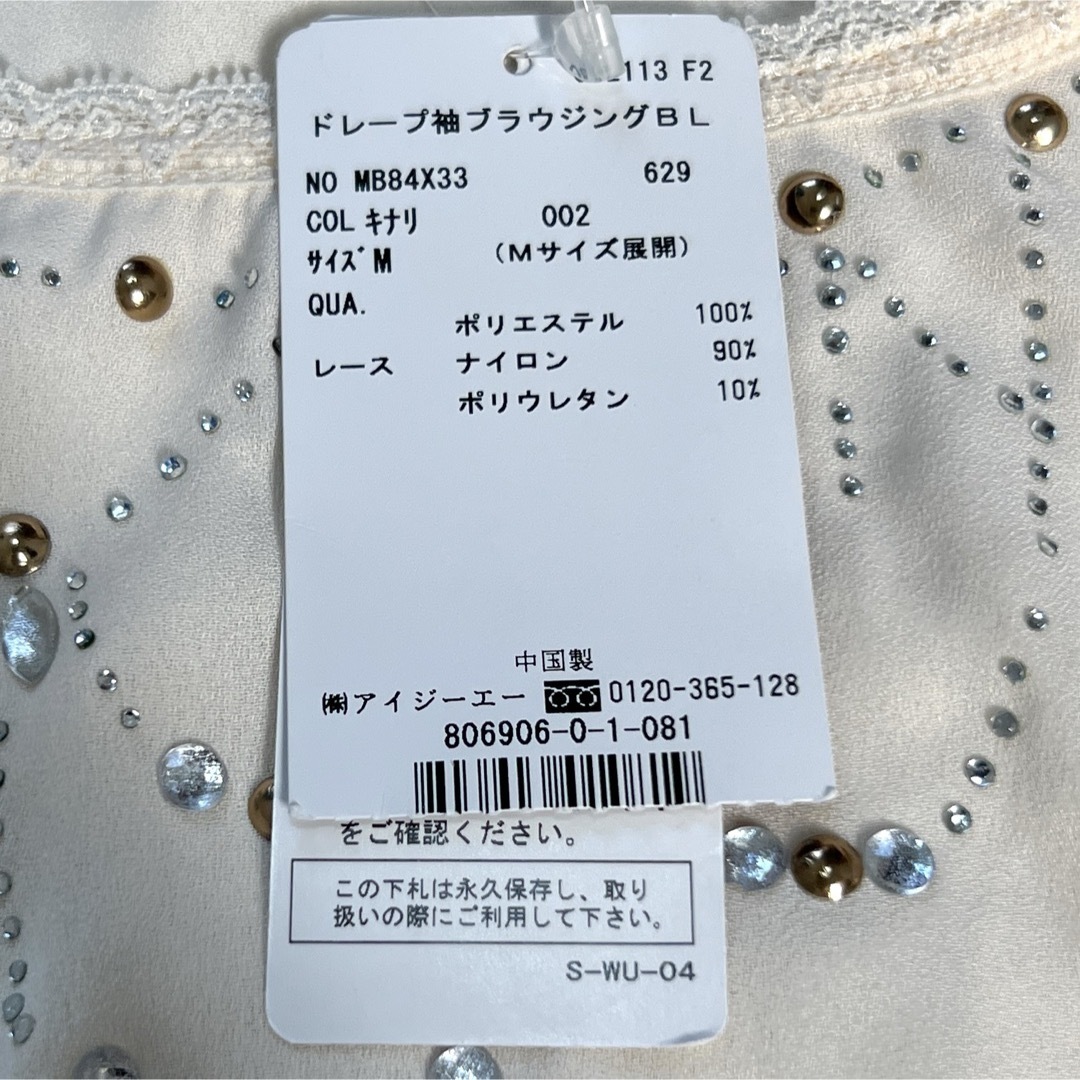 113 F2
ドレープ袖ブラウジングＢＬ
NO MB84X33 629
COL ｷﾅﾘ 002
ｻｲｽﾞ M （Ｍサイズ展開）
QUA.
ポリエステル 100%
レース ナイロン 90%
ポリウレタン 10%
中国製
㈱アイジーエー 0120-365-128
806906-0-1-081
をご確認ください。
この下札は永久保存し、取り
扱いの際にご利用して下さい。
S-WU-04